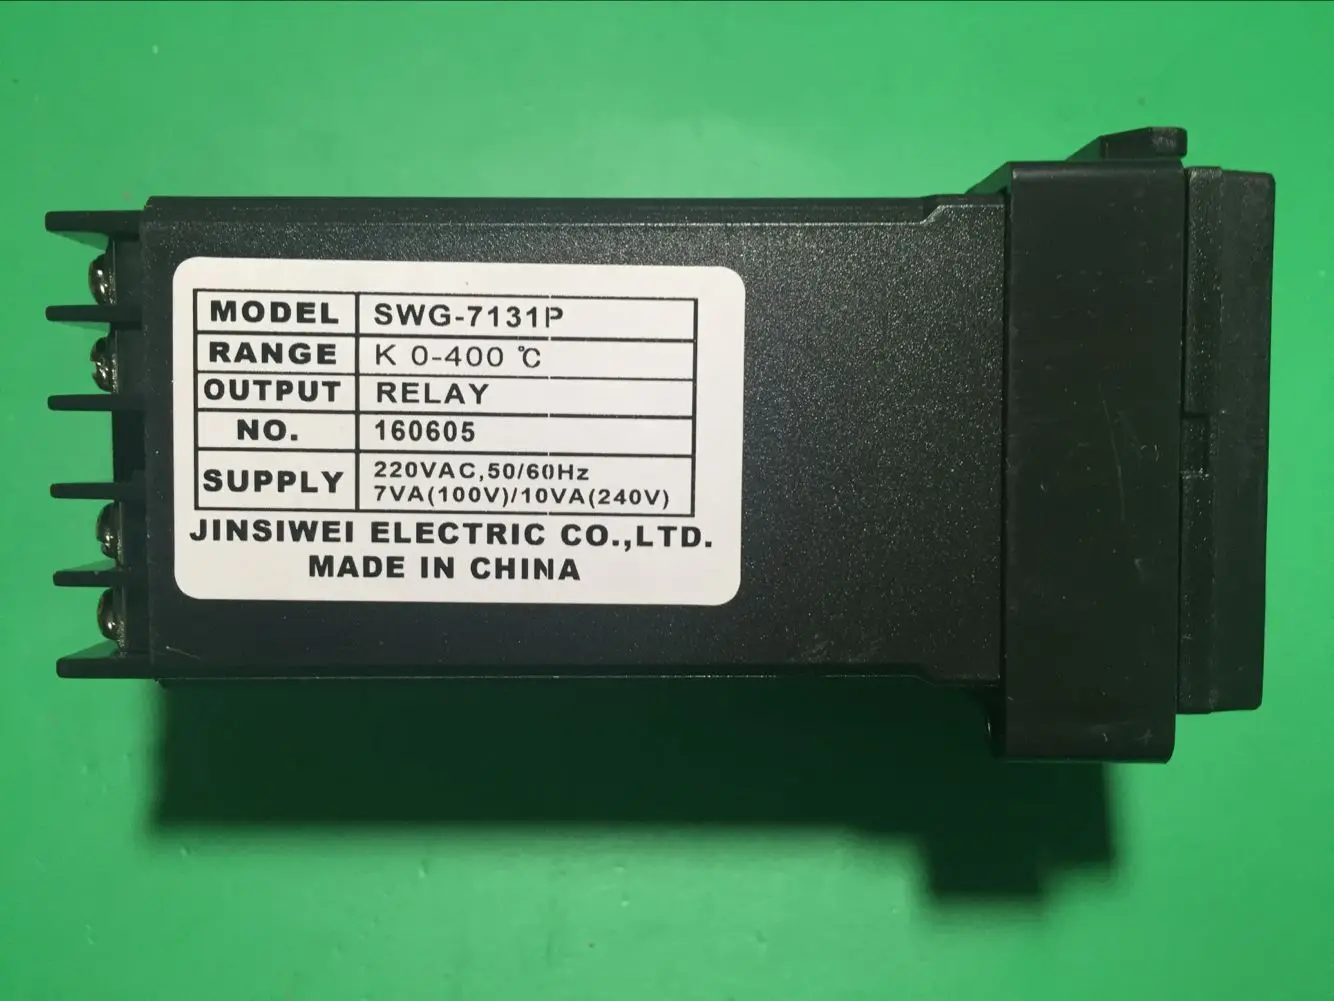 MODEL SWG-7131P
RANGE K 0-400 ℃
OUTPUT RELAY
NO. 160605
SUPPLY 220VAC,50/60Hz
7VA(100V)/10VA(240V)
JINSIWEI ELECTRIC CO.,LTD.
MADE IN CHINA